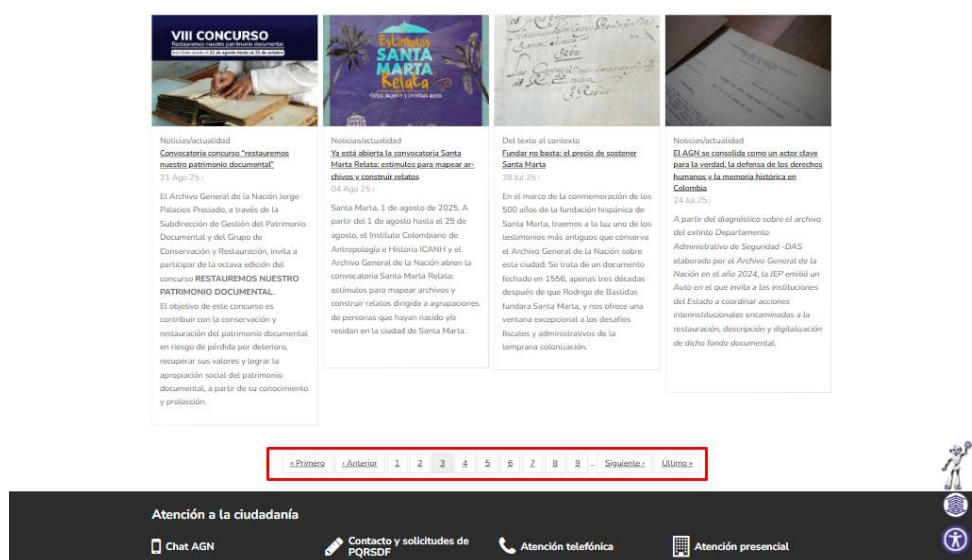 VIII CONCURSO
Restauremos nuestro patrimonio documental
Estímulos
SANTA
MARTA
Relata
Noticias/actualidad
Convocatoria concurso “restauremos
nuestro patrimonio documental”
21 Ago 25 /
El Archivo General de la Nación Jorge
Palacios Preciado, a través de la
Subdirección de Gestión del Patrimonio
Documental y del Grupo de
Conservación y Restauración, invita a
participar de la octava edición del
concurso RESTAUREMOS NUESTRO
PATRIMONIO DOCUMENTAL.
El objetivo de este concurso es
contribuir con la conservación y
restauración del patrimonio documental
en riesgo de pérdida por deterioro,
recuperar sus valores y lograr la
apropiación social del patrimonio
documental, a partir de su conocimiento
y protección.
Noticias/actualidad
Ya está abierta la convocatoria Santa
Marta Relata: estímulos para mapear ar-
chivos y construir relatos
04 Ago 25 /
Santa Marta, 1 de agosto de 2025. A
partir del 1 de agosto hasta el 25 de
agosto, el Instituto Colombiano de
Antropología e Historia ICANH y el
Archivo General de la Nación abren la
convocatoria Santa Marta Relata:
estímulos para mapear archivos y
construir relatos dirigida a agrupaciones
de personas que hayan nacido y/o
residan en la ciudad de Santa Marta.
Del texto al contexto
Fundar no basta: el precio de sostener
Santa Marta
28 Jul 25 /
En el marco de la conmemoración de los
500 años de la fundación hispánica de
Santa Marta, traemos a la luz uno de los
testimonios más antiguos que conserva
el Archivo General de la Nación sobre
esta ciudad. Se trata de un documento
fechado en 1556, apenas tres décadas
después de que Rodrigo de Bastidas
fundara Santa Marta, y nos ofrece una
ventana excepcional a los desafíos
fiscales y administrativos de la
temprana colonización.
Noticias/actualidad
El AGN se consolida como un actor clave
para la verdad, la defensa de los derechos
humanos y la memoria histórica en
Colombia
24 Jul 25 /
A partir del diagnóstico sobre el archivo
del extinto Departamento
Administrativo de Seguridad -DAS
elaborado por el Archivo General de la
Nación en el año 2024, la JEP emitió un
Auto en el que invita a las instituciones
del Estado a coordinar acciones
interinstitucionales encaminadas a la
restauración, descripción y digitalización
de dicho fondo documental.
« Primero ‹ Anterior 1 2 3 4 5 6 7 8 9 … Siguiente › Último »
Atención a la ciudadanía
Chat AGN
Contacto y solicitudes de
PQRSDF
Atención telefónica
Atención presencial